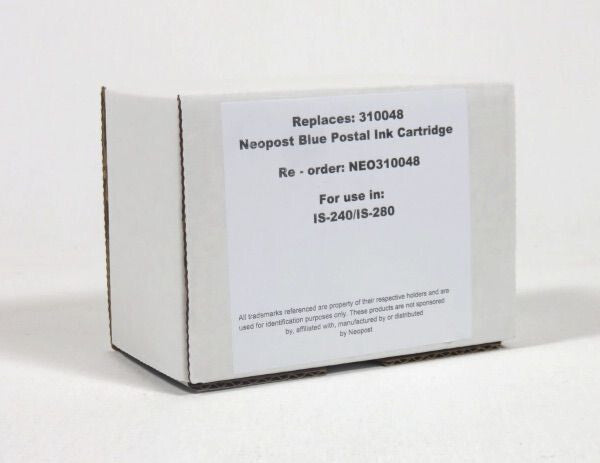 Replaces: 310048
Neopost Blue Postal Ink Cartridge
Re - order: NEO310048
For use in:
IS-240/IS-280
All tradmarks referenced are property of their respective holders and are
used for identification purposes only. These products are not sponsored
by, affiliated with, manufactured by or distributed
by Neopost